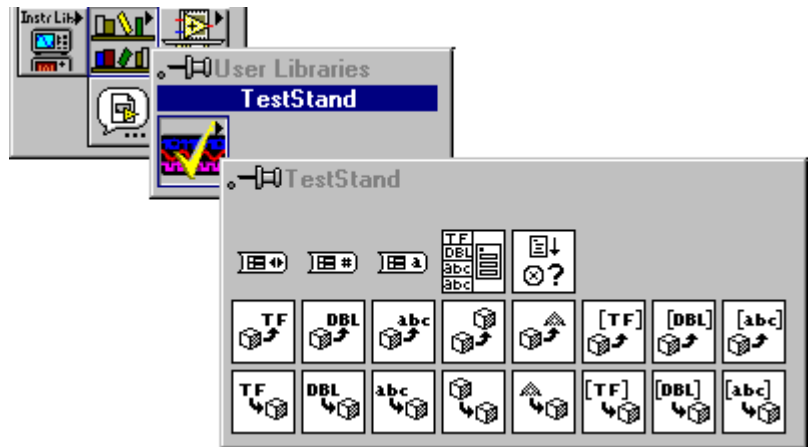 Instr Lib
User Libraries
TestStand
TestStand
# a
TF
DBL
abc
abc
?
TF DBL abc [TF] [DBL] [abc]
TF DBL abc [TF] [DBL] [abc]